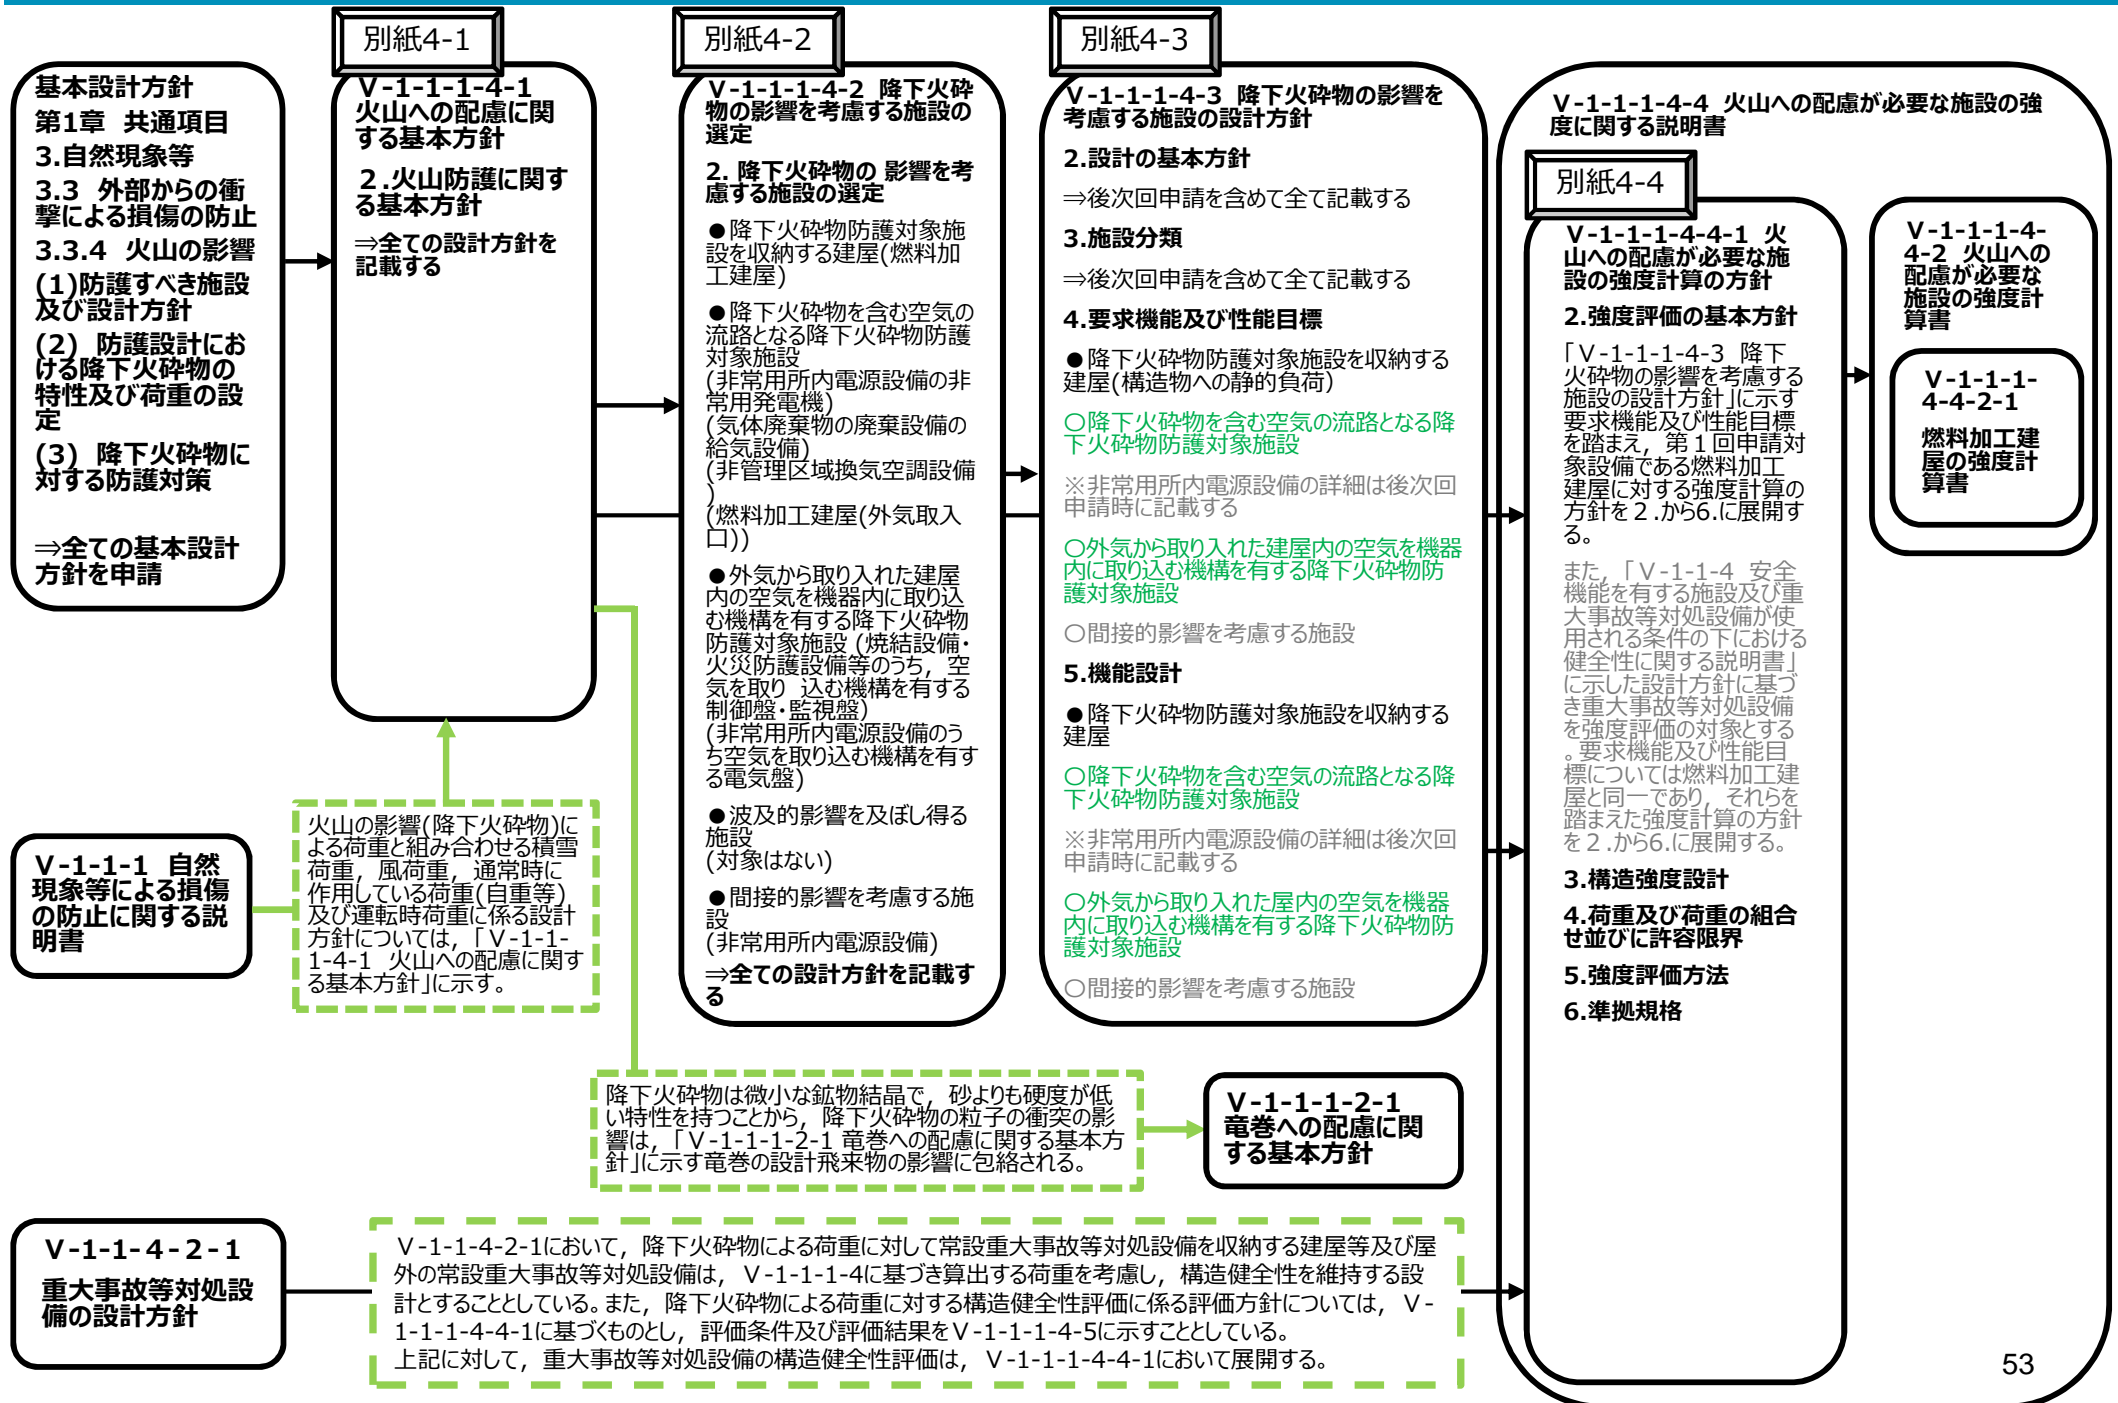 別紙4-1
別紙4-2
別紙4-3
基本設計方針
第1章 共通項目
3.自然現象等
3.3 外部からの衝
撃による損傷の防止
3.3.4 火山の影響
(1)防護すべき施設
及び設計方針
(2) 防護設計にお
ける降下火砕物の
特性及び荷重の設
定
(3) 降下火砕物に
対する防護対策
⇒全ての基本設計
方針を申請
Ⅴ-1-1-1-4-1
火山への配慮に関
する基本方針
２.火山防護に関す
る基本方針
⇒全ての設計方針を
記載する
Ⅴ-1-1-1-4-2 降下火砕
物の影響を考慮する施設の
選定
2. 降下火砕物の 影響を考
慮する施設の選定
●降下火砕物防護対象施
設を収納する建屋(燃料加
工建屋)
●降下火砕物を含む空気の
流路となる降下火砕物防護
対象施設
(非常用所内電源設備の非
常用発電機)
(気体廃棄物の廃棄設備の
給気設備)
(非管理区域換気空調設備
)
(燃料加工建屋(外気取入
口))
●外気から取り入れた建屋
内の空気を機器内に取り込
む機構を有する降下火砕物
防護対象施設 (焼結設備・
火災防護設備等のうち，空
気を取り 込む機構を有する
制御盤・監視盤)
(非常用所内電源設備のう
ち空気を取り込む機構を有す
る電気盤)
●波及的影響を及ぼし得る
施設
(対象はない)
●間接的影響を考慮する施
設
(非常用所内電源設備)
⇒全ての設計方針を記載す
る
Ⅴ-1-1-1-4-3 降下火砕物の影響を
考慮する施設の設計方針
2.設計の基本方針
⇒後次回申請を含めて全て記載する
3.施設分類
⇒後次回申請を含めて全て記載する
4.要求機能及び性能目標
●降下火砕物防護対象施設を収納する
建屋(構造物への静的負荷）
〇降下火砕物を含む空気の流路となる降
下火砕物防護対象施設
※非常用所内電源設備の詳細は後次回
申請時に記載する
〇外気から取り入れた建屋内の空気を機器
内に取り込む機構を有する降下火砕物防
護対象施設
〇間接的影響を考慮する施設
5.機能設計
●降下火砕物防護対象施設を収納する
建屋
〇降下火砕物を含む空気の流路となる降
下火砕物防護対象施設
※非常用所内電源設備の詳細は後次回
申請時に記載する
〇外気から取り入れた屋内の空気を機器
内に取り込む機構を有する降下火砕物防
護対象施設
〇間接的影響を考慮する施設
Ⅴ-1-1-1-4-4 火山への配慮が必要な施設の強
度に関する説明書
別紙4-4
Ⅴ-1-1-1-4-4-1 火
山への配慮が必要な施
設の強度計算の方針
2.強度評価の基本方針
「Ⅴ-1-1-1-4-3 降下
火砕物の影響を考慮する
施設の設計方針」に示す
要求機能及び性能目標
を踏まえ，第１回申請対
象設備である燃料加工
建屋に対する強度計算の
方針を２.から6.に展開す
る。
また，「Ⅴ-1-1-4 安全
機能を有する施設及び重
大事故等対処設備が使
用される条件の下における
健全性に関する説明書」
に示した設計方針に基づ
き重大事故等対処設備
を強度評価の対象とする
。要求機能及び性能目
標については燃料加工建
屋と同一であり，それらを
踏まえた強度計算の方針
を２.から6.に展開する。
3.構造強度設計
4.荷重及び荷重の組合
せ並びに許容限界
5.強度評価方法
6.準拠規格
Ⅴ-1-1-1-4-
4-2 火山への
配慮が必要な
施設の強度計
算書
Ⅴ-1-1-1-
4-4-2-1
燃料加工建
屋の強度計
算書
Ⅴ-1-1-1 自然
現象等による損傷
の防止に関する説
明書
火山の影響(降下火砕物)に
よる荷重と組み合わせる積雪
荷重，風荷重，通常時に
作用している荷重(自重等)
及び運転時荷重に係る設計
方針については，「Ⅴ-1-1-
1-4-1 火山への配慮に関す
る基本方針」に示す。
降下火砕物は微小な鉱物結晶で，砂よりも硬度が低
い特性を持つことから，降下火砕物の粒子の衝突の影
響は，「Ⅴ-1-1-1-2-1 竜巻への配慮に関する基本方
針」に示す竜巻の設計飛来物の影響に包絡される。
Ⅴ-1-1-1-2-1
竜巻への配慮に関
する基本方針
Ⅴ-1-1-4-2-1
重大事故等対処設
備の設計方針
Ⅴ-1-1-4-2-1において，降下火砕物による荷重に対して常設重大事故等対処設備を収納する建屋等及び屋
外の常設重大事故等対処設備は，Ⅴ-1-1-1-4に基づき算出する荷重を考慮し，構造健全性を維持する設
計とすることとしている。また，降下火砕物による荷重に対する構造健全性評価に係る評価方針については，Ⅴ-
1-1-1-4-4-1に基づくものとし，評価条件及び評価結果をⅤ-1-1-1-4-5に示すこととしている。
上記に対して，重大事故等対処設備の構造健全性評価は，Ⅴ-1-1-1-4-4-1において展開する。
53